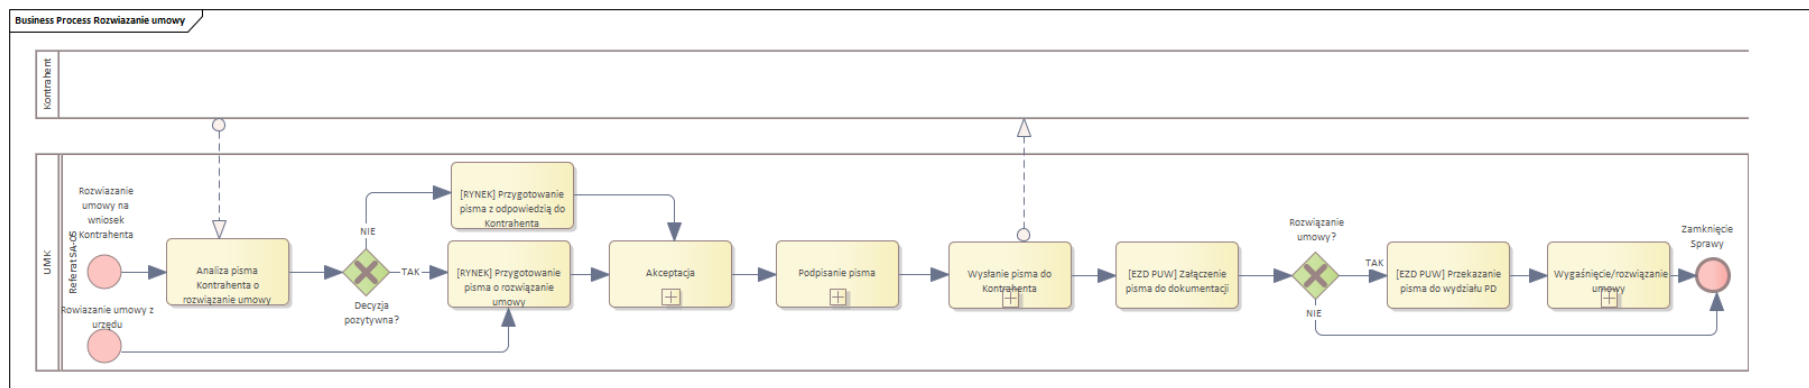 Business Process Rozwiazanie umowy
Kontrahent
UMK
Referat SA-05
Rozwiazanie
umowy na
wniosek
Kontrahenta
Rowiazanie umowy z
urzędu
Analiza pisma
Kontrahenta o
rozwiązanie umowy
Decyzja
pozytywna?
NIE
TAK
[RYNEK] Przygotowanie
pisma z odpowiedzią do
Kontrahenta
[RYNEK] Przygotowanie
pisma o rozwiązanie
umowy
Akceptacja
Podpisanie pisma
Wysłanie pisma do
Kontrahenta
[EZD PUW] Załączenie
pisma do dokumentacji
Rozwiązanie
umowy?
TAK
NIE
[EZD PUW] Przekazanie
pisma do wydziału PD
Wygaśnięcie/rozwiązanie
umowy
Zamknięcie
Sprawy